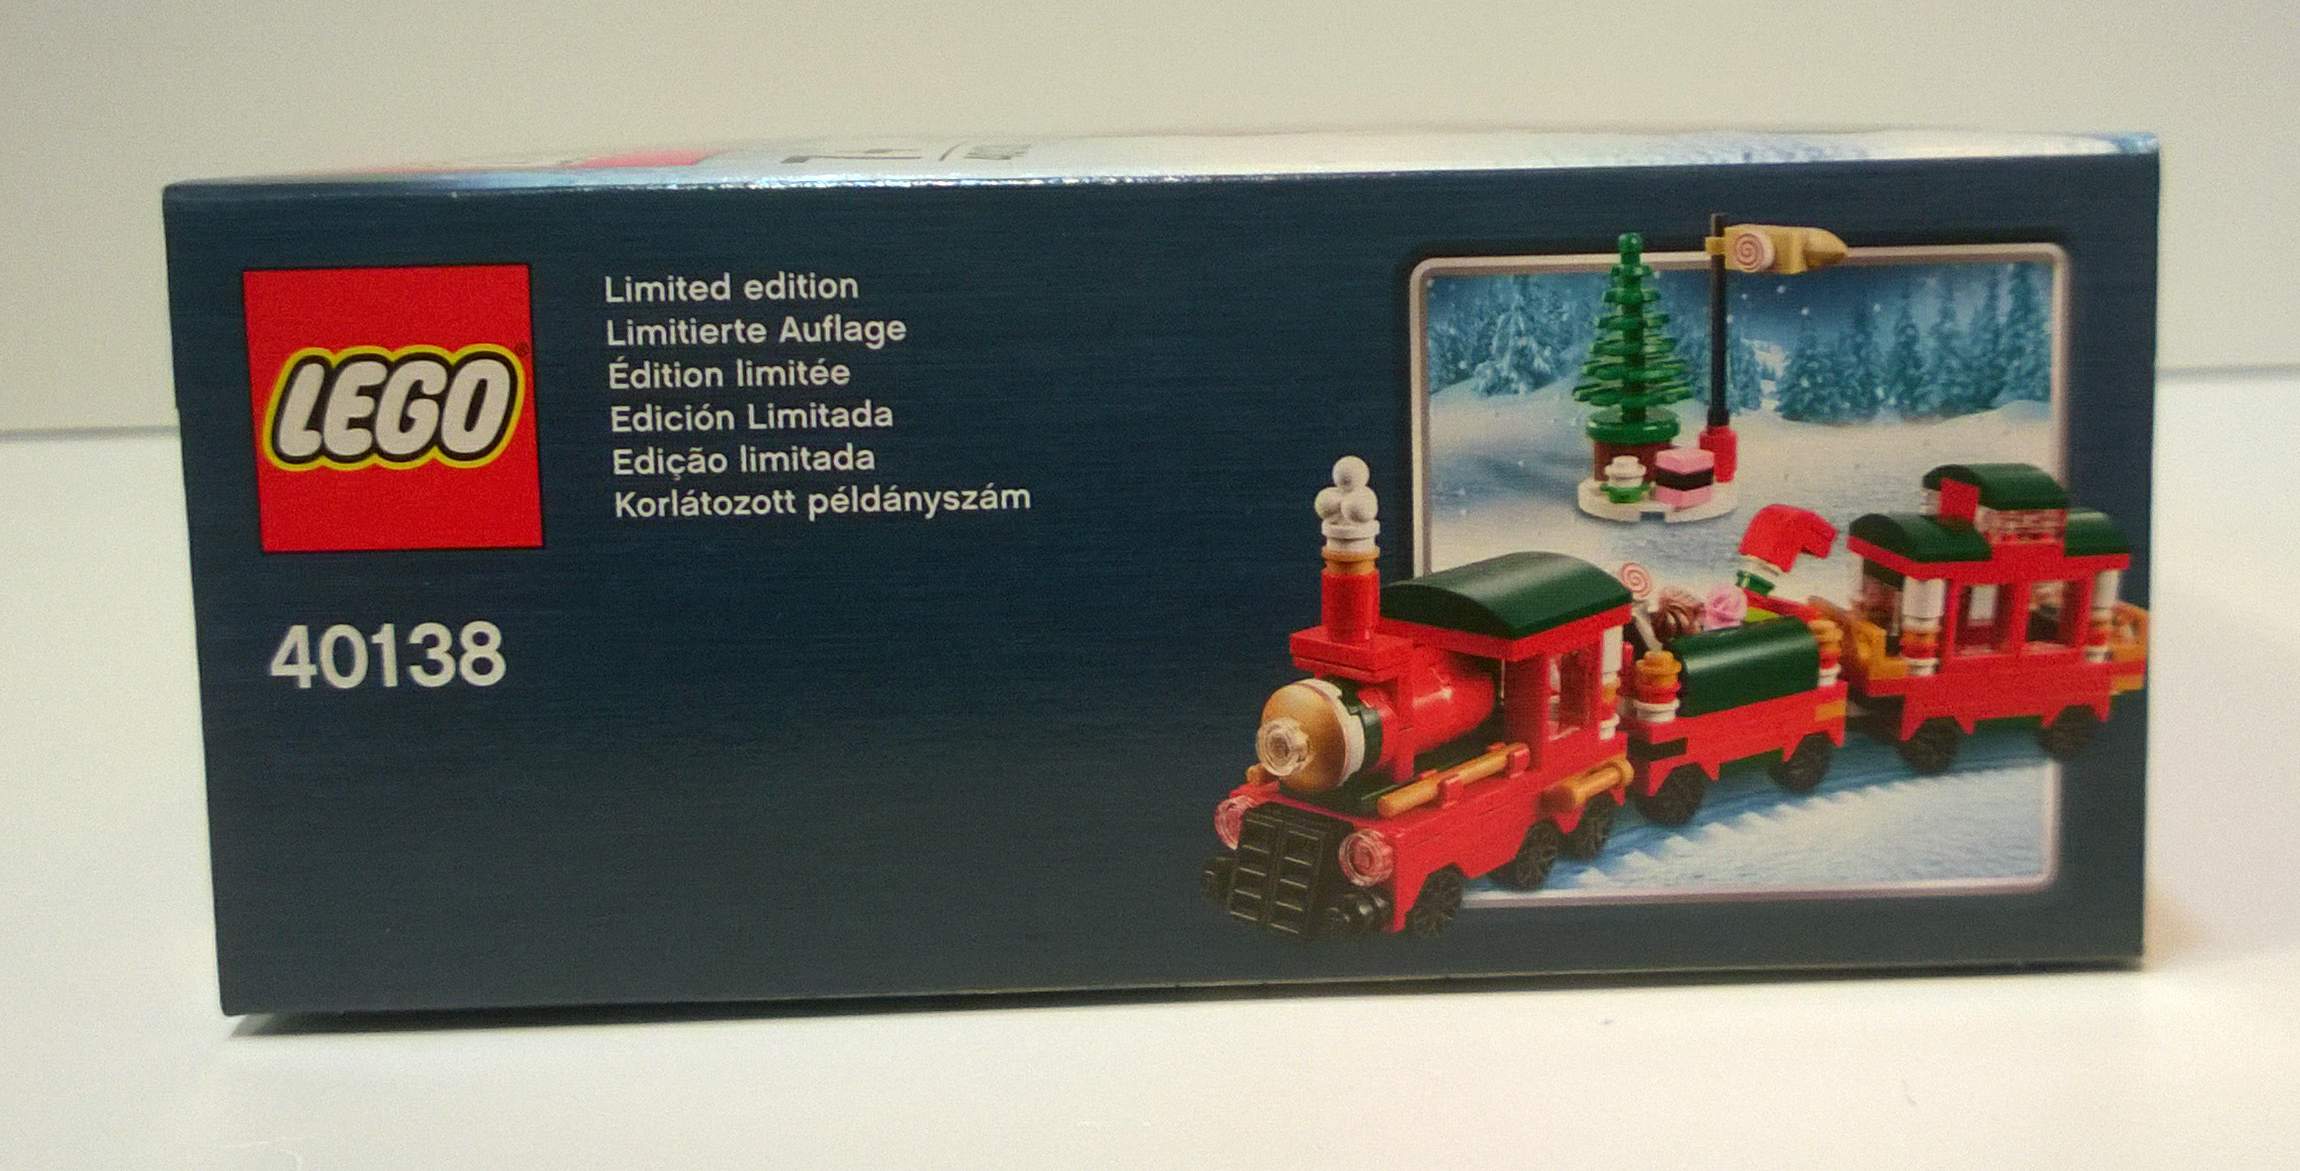 LEGO
Limited edition
Limitierte Auflage
Édition limitée
Edición Limitada
Edição limitada
Korlátozott példányszám
40138